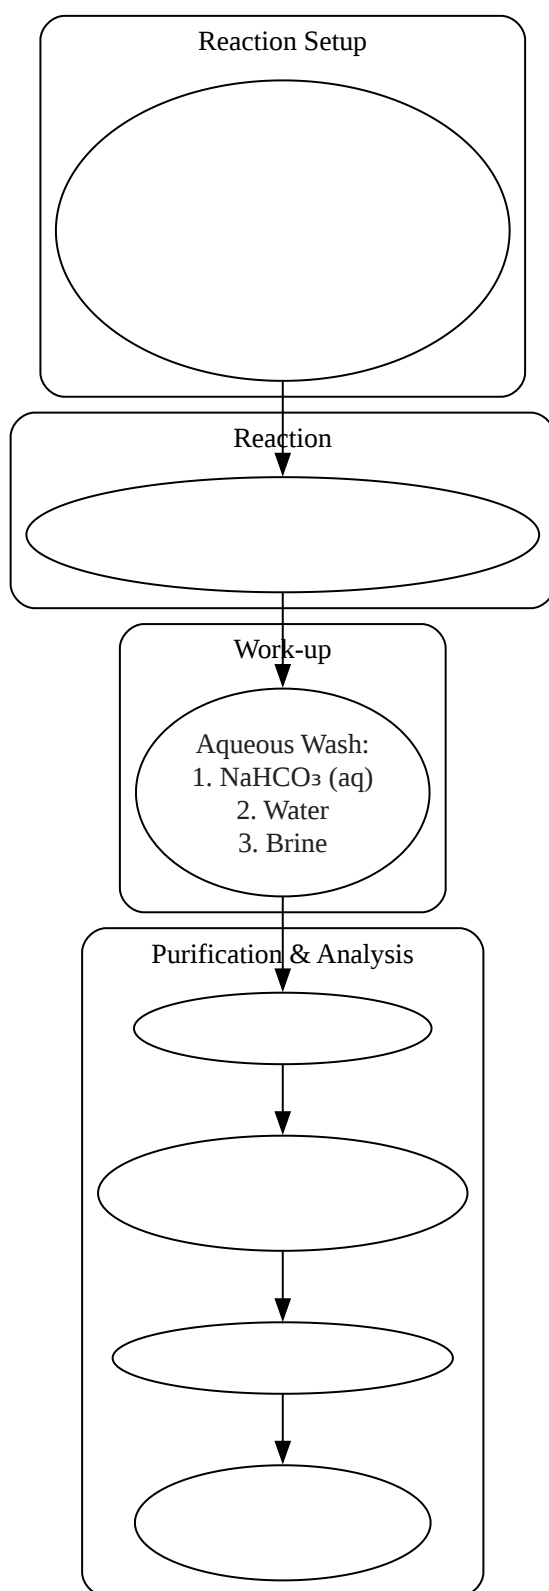 Reaction Setup
Reaction
Work-up
Aqueous Wash:
1. NaHCO₃ (aq)
2. Water
3. Brine
Purification & Analysis